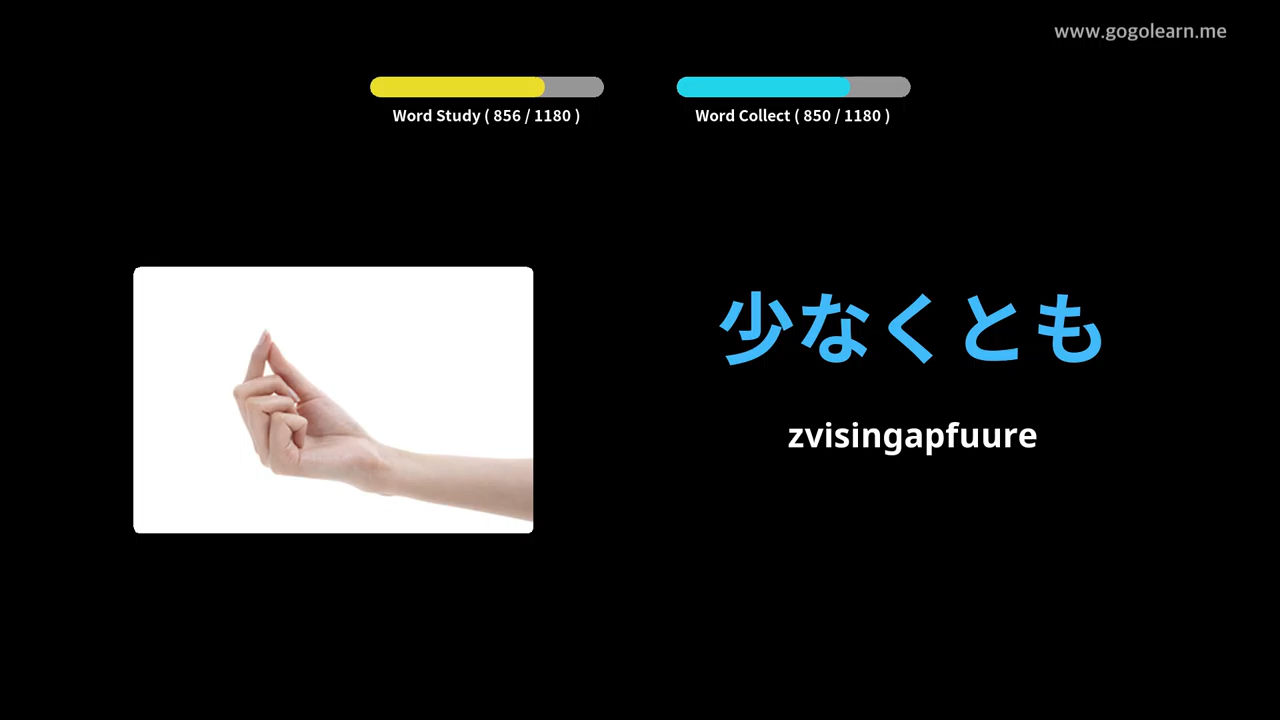 www.gogolearn.me
Word Study ( 856 / 1180 )
Word Collect ( 850 / 1180 )
少なくとも
zvisingapfuure